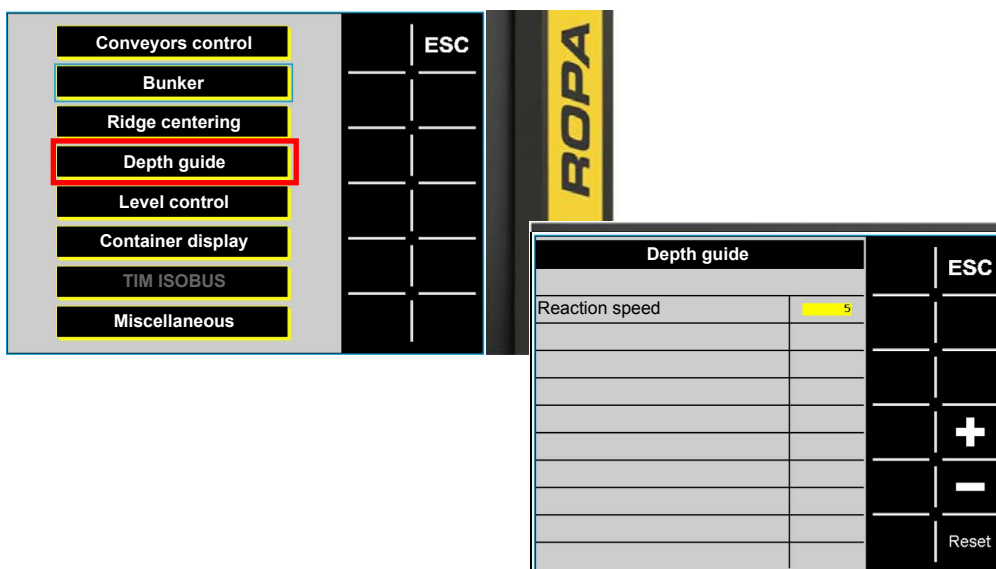 Conveyors control
ESC
Bunker
Ridge centering
Depth guide
Level control
Container display
TIM ISOBUS
Miscellaneous
ROPA
Depth guide
ESC
Reaction speed 5
+
-
Reset